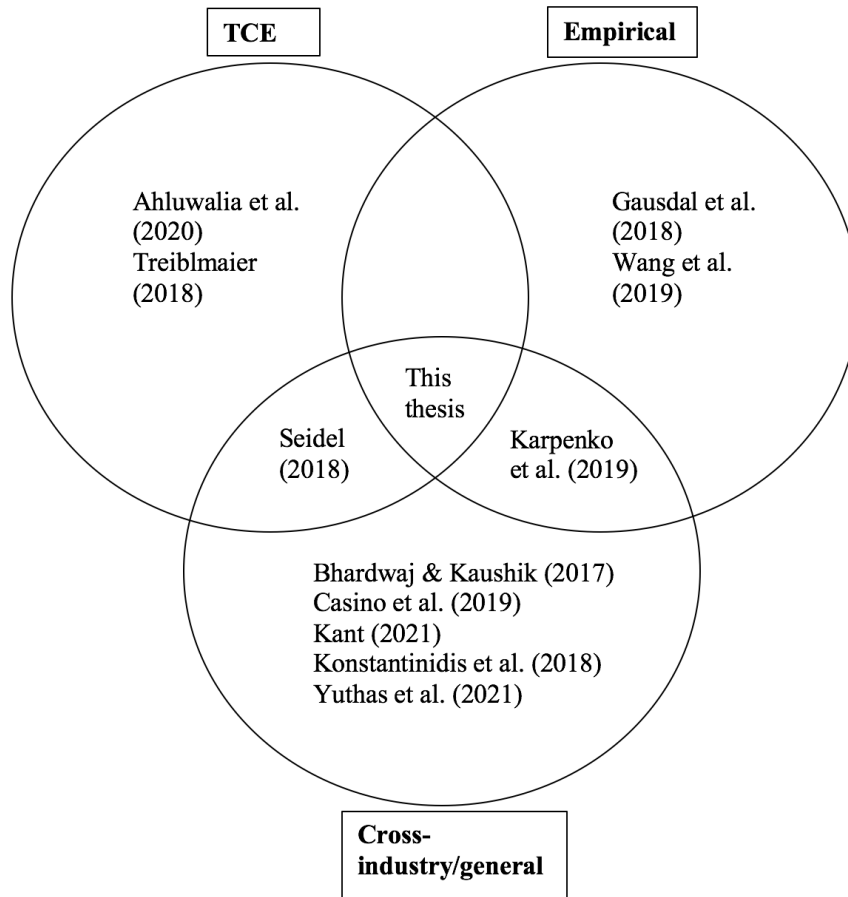 TCE
Empirical
Ahluwalia et al.
(2020)
Treiblmaier
(2018)
Gausdal et al.
(2018)
Wang et al.
(2019)
This
thesis
Seidel
(2018)
Karpenko
et al. (2019)
Bhardwaj & Kaushik (2017)
Casino et al. (2019)
Kant (2021)
Konstantinidis et al. (2018)
Yuthas et al. (2021)
Cross-
industry/general